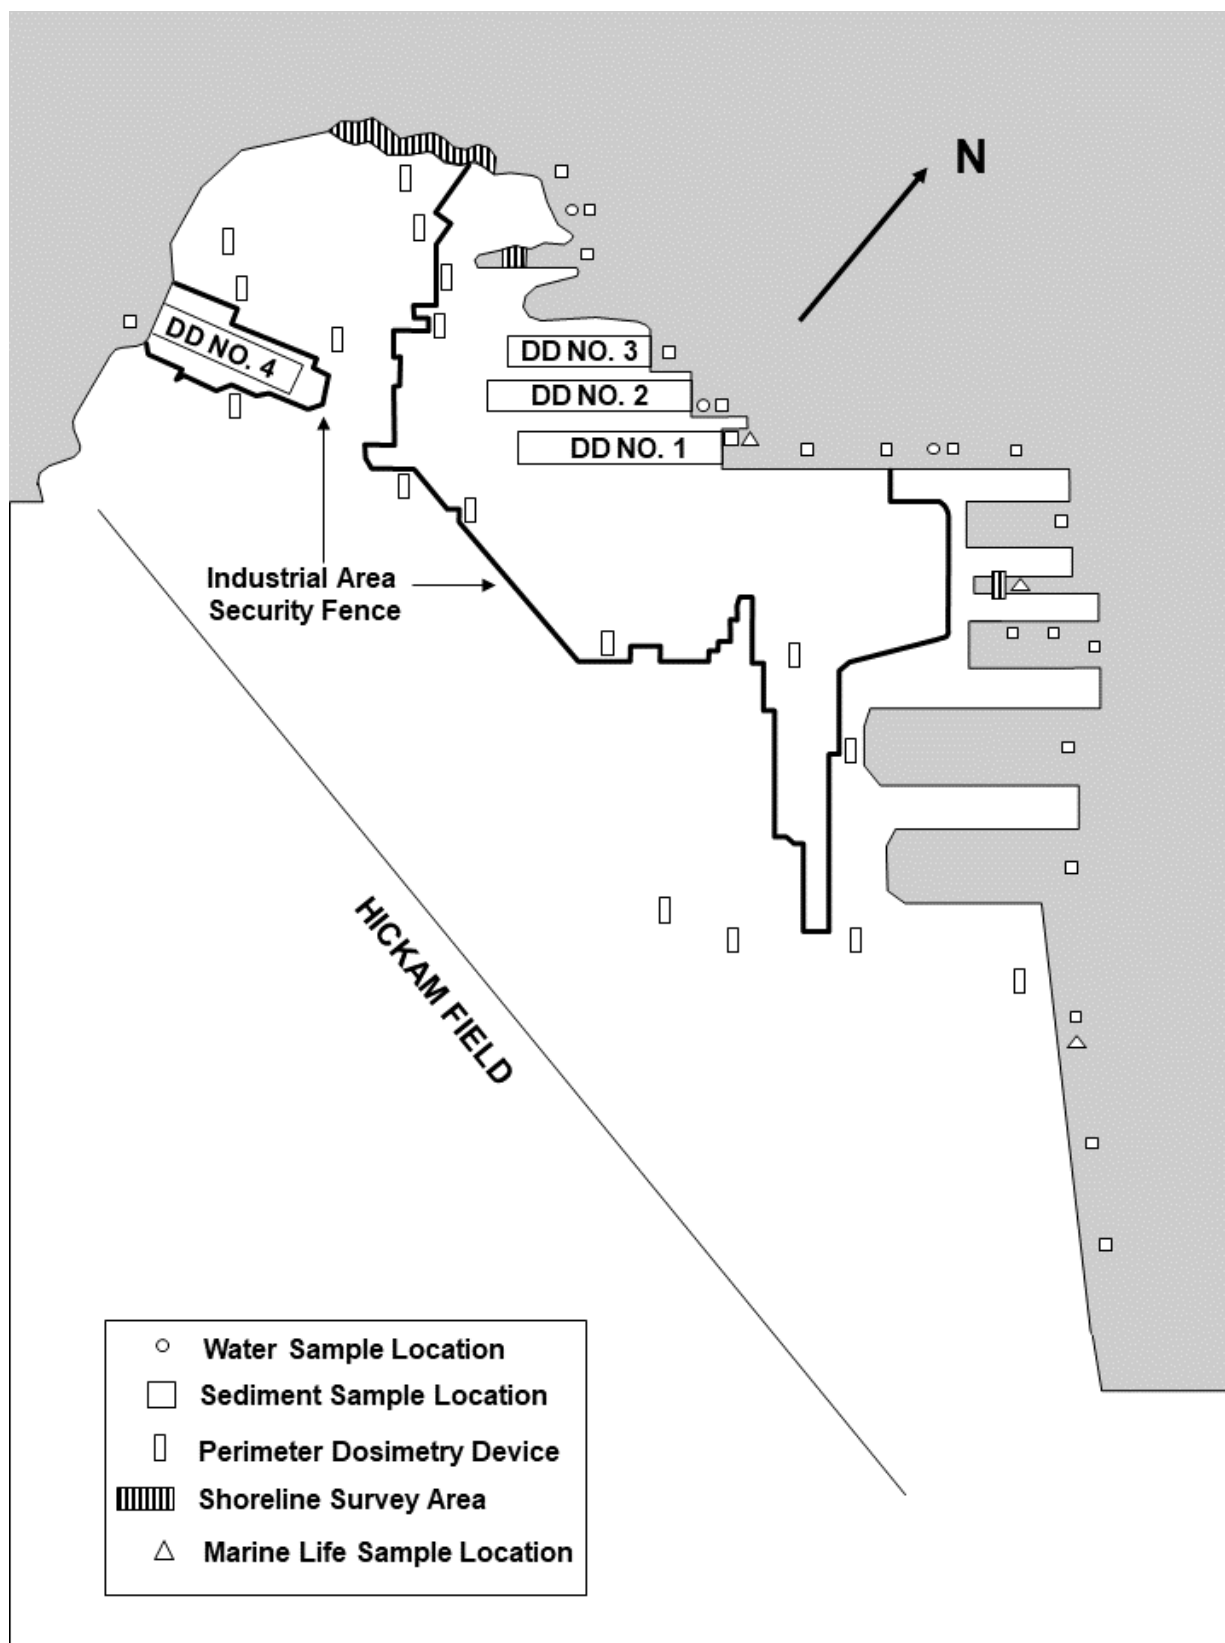 N
DD NO. 4
DD NO. 3
DD NO. 2
DD NO. 1
Industrial Area
Security Fence
HICKAM FIELD
Water Sample Location
Sediment Sample Location
Perimeter Dosimetry Device
Shoreline Survey Area
Marine Life Sample Location